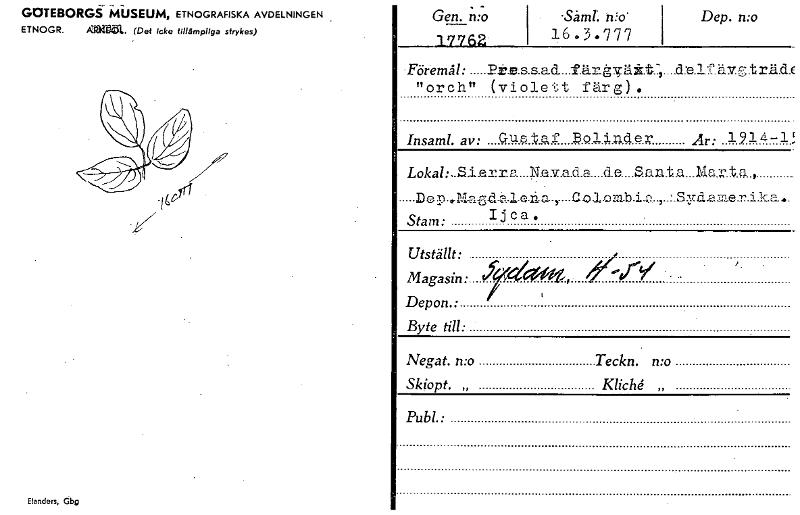 GÖTEBORGS MUSEUM, ETNOGRAFISKA AVDELNINGEN
ETNOGR. ARKEOL. (Det icke tillämpliga strykes)
16cm
Elanders, Gbg
Gen. n:o Saml. n:o Dep. n:o
17762 16.3.777
Föremål: Pressad färgväxt, delfävgträde
"orch" (violett färg).
Insaml. av: Gustaf Bolinder År: 1914-15
Lokal: Sierra Nevada de Santa Marta,
Dep. Magdalena, Colombia, Sydamerika.
Stam: Ijca.
Utställt:
Magasin: Sydam. H-54
Depon.:
Byte till:
Negat. n:o Teckn. n:o
Skiopt. „ Kliché „
Publ.: